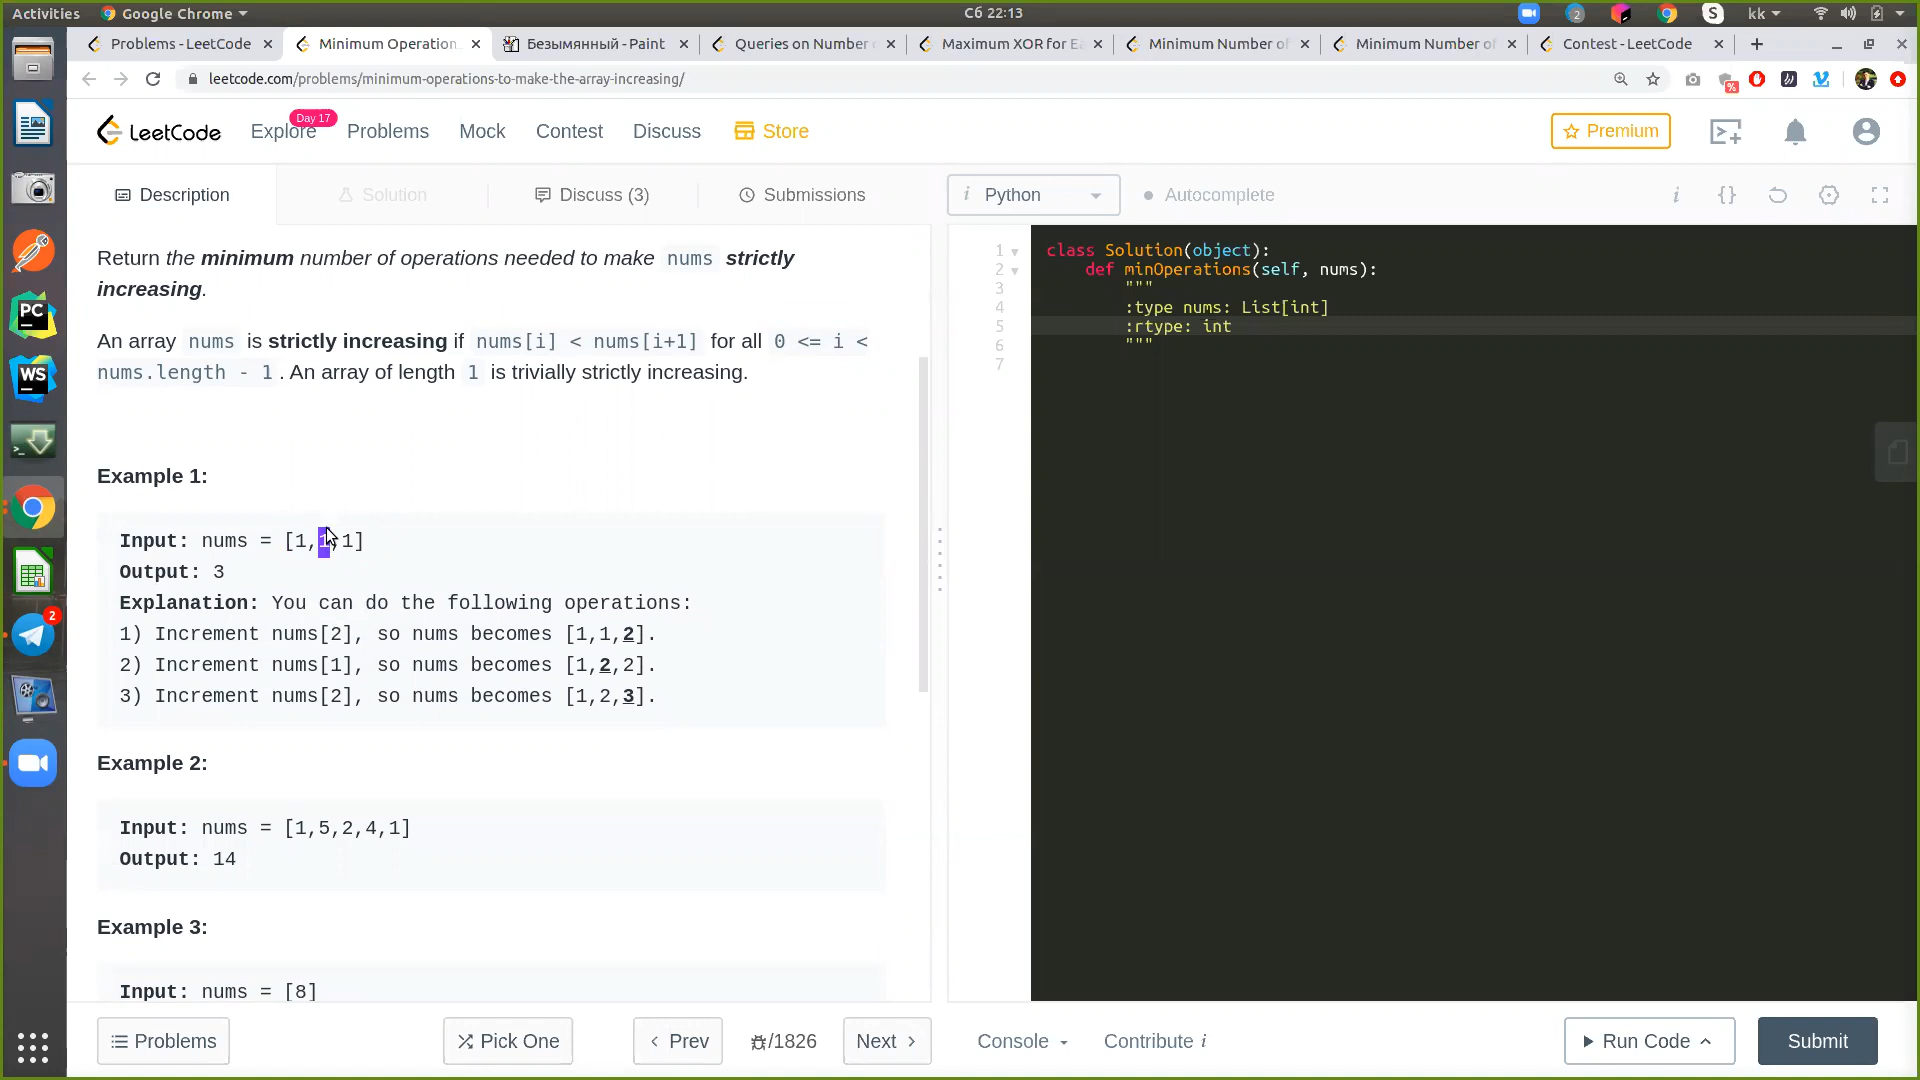 Activities
Google Chrome
Сб 22:13
2
S
kk
Problems - LeetCode
Minimum Operation
Безымянный - Paint
Queries on Number o
Maximum XOR for Ea
Minimum Number of
Minimum Number of
Contest - LeetCode
leetcode.com/problems/minimum-operations-to-make-the-array-increasing/
LeetCode
Explore
Day 17
Problems
Mock
Contest
Discuss
Store
Premium
Description
Solution
Discuss (3)
Submissions
i Python
Autocomplete
i {}
Return the minimum number of operations needed to make nums strictly
increasing.
An array nums is strictly increasing if nums[i] < nums[i+1] for all 0 <= i <
nums.length - 1 . An array of length 1 is trivially strictly increasing.
Example 1:
Input: nums = [1,1,1]
Output: 3
Explanation: You can do the following operations:
1) Increment nums[2], so nums becomes [1,1,2].
2) Increment nums[1], so nums becomes [1,2,2].
3) Increment nums[2], so nums becomes [1,2,3].
Example 2:
Input: nums = [1,5,2,4,1]
Output: 14
Example 3:
Input: nums = [8]
1 class Solution(object):
2 def minOperations(self, nums):
3 """
4 :type nums: List[int]
5 :rtype: int
6 """
7
PC
WS
2
Problems
Pick One
Prev
/1826
Next
Console
Contribute i
Run Code
Submit